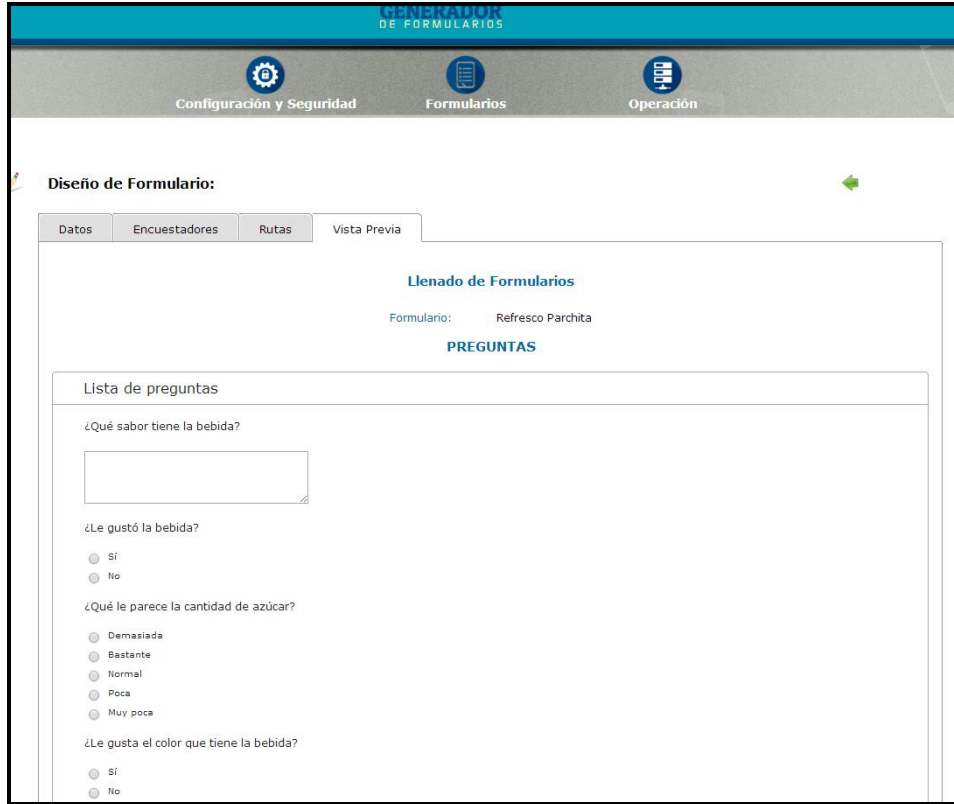 GENERADOR
DE FORMULARIOS
Configuración y Seguridad Formularios Operación
Diseño de Formulario:
Datos Encuestadores Rutas Vista Previa
Llenado de Formularios
Formulario: Refresco Parchita
PREGUNTAS
Lista de preguntas
¿Qué sabor tiene la bebida?
¿Le gustó la bebida?
Sí
No
¿Qué le parece la cantidad de azúcar?
Demasiada
Bastante
Normal
Poca
Muy poca
¿Le gusta el color que tiene la bebida?
Sí
No